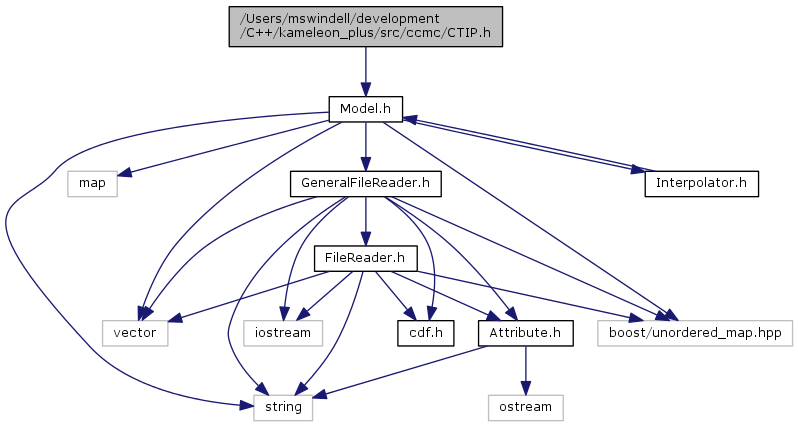 /Users/mswindell/development
/C++/kameleon_plus/src/ccmc/CTIP.h
Model.h
map
GeneralFileReader.h
Interpolator.h
FileReader.h
vector
iostream
cdf.h
Attribute.h
boost/unordered_map.hpp
string
ostream